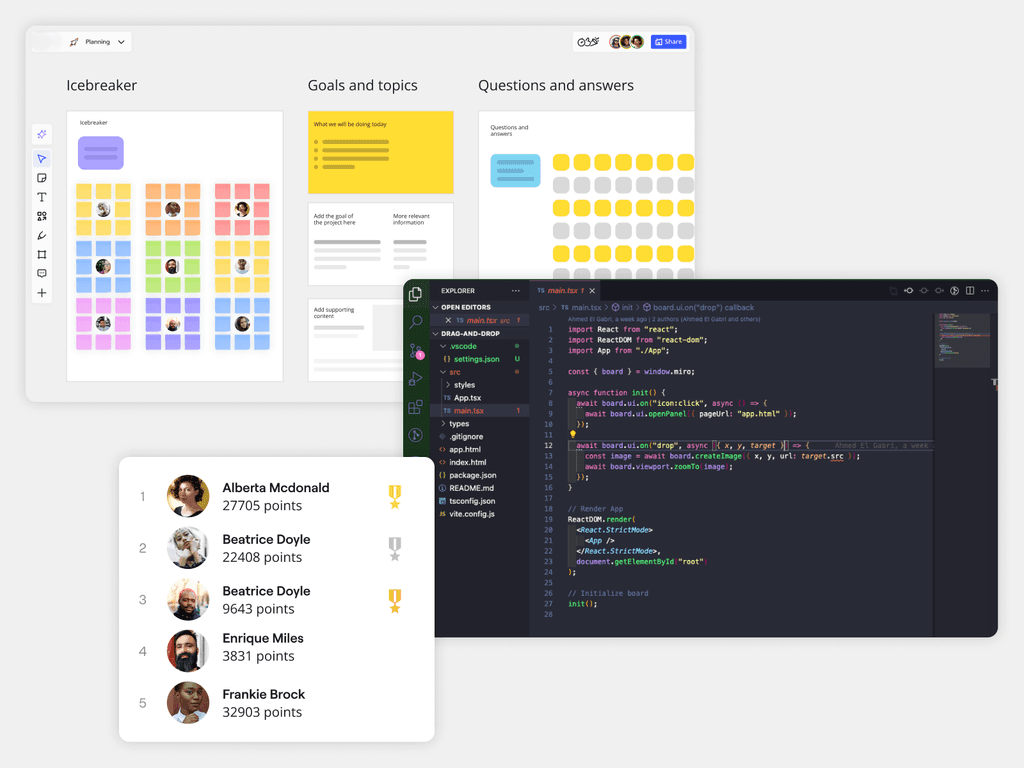 Planning
Share
Icebreaker
Goals and topics
Questions and answers
Icebreaker
What we will be doing today
Questions and
answers
Add the goal of
the project here
More relevant
information
Add supporting
content
EXPLORER
OPEN EDITORS
TS main.tsx src 1
DRAG-AND-DROP
.vscode
{} settings.json U
src
styles
TS App.tsx
TS main.tsx 1
types
.gitignore
<> app.html
<> index.html
{} package.json
README.md
tsconfig.json
JS vite.config.js
TS main.tsx 1
src > TS main.tsx > init > board.ui.on("drop") callback
Ahmed El Gabri, a week ago | 2 authors (Ahmed El Gabri and others)
1 import React from "react";
2 import ReactDOM from "react-dom";
3 import App from "./App";
4
5 const { board } = window.miro;
6
7 async function init() {
8 await board.ui.on("icon:click", async () => {
9 await board.ui.openPanel({ pageUrl: "app.html" });
10 });
11
12 await board.ui.on("drop", async ({ x, y, target }) => { Ahmed El Gabri, a week
13 const image = await board.createImage({ x, y, url: target.src });
14 await board.viewport.zoomTo(image);
15 });
16 }
17
18 // Render App
19 ReactDOM.render(
20 <React.StrictMode>
21 <App />
22 </React.StrictMode>,
23 document.getElementById("root")
24 );
25
26 // Initialize board
27 init();
28
1
Alberta Mcdonald
27705 points
2
Beatrice Doyle
22408 points
3
Beatrice Doyle
9643 points
4
Enrique Miles
3831 points
5
Frankie Brock
32903 points